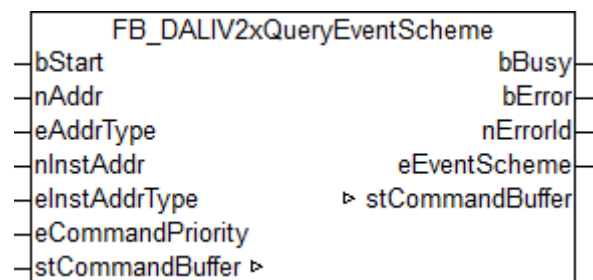 FB_DALIV2xQueryEventScheme
bStart bBusy
nAddr bError
eAddrType nErrorId
nInstAddr eEventScheme
eInstAddrType ▹ stCommandBuffer
eCommandPriority
stCommandBuffer ▹